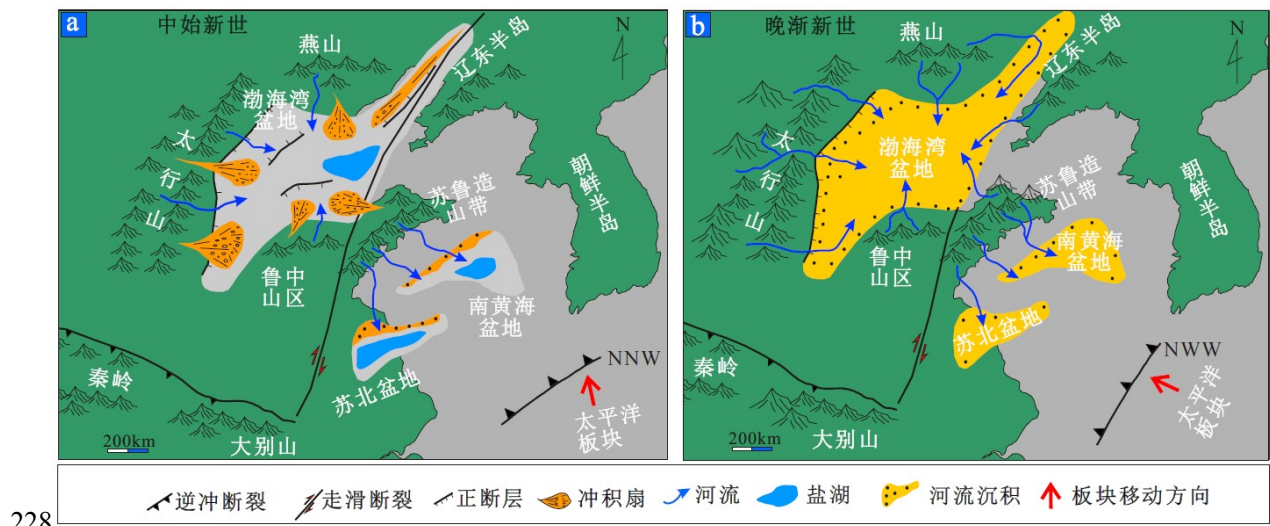 a
中始新世
N
燕山
辽东半岛
渤海湾
盆地
太
行
山
朝鲜半岛
苏鲁造
山带
鲁中
山区
南黄海
盆地
苏北盆地
秦岭
大别山
NNW
太平洋
板块
200km
b
晚渐新世
N
燕山
辽东半岛
渤海湾
盆地
太
行
山
朝鲜半岛
苏鲁造
山带
南黄海
盆地
鲁中
山区
苏北盆地
秦岭
大别山
NWW
太平洋
板块
200km
逆冲断裂 走滑断裂 正断层 冲积扇 河流 盐湖 河流沉积 板块移动方向
228